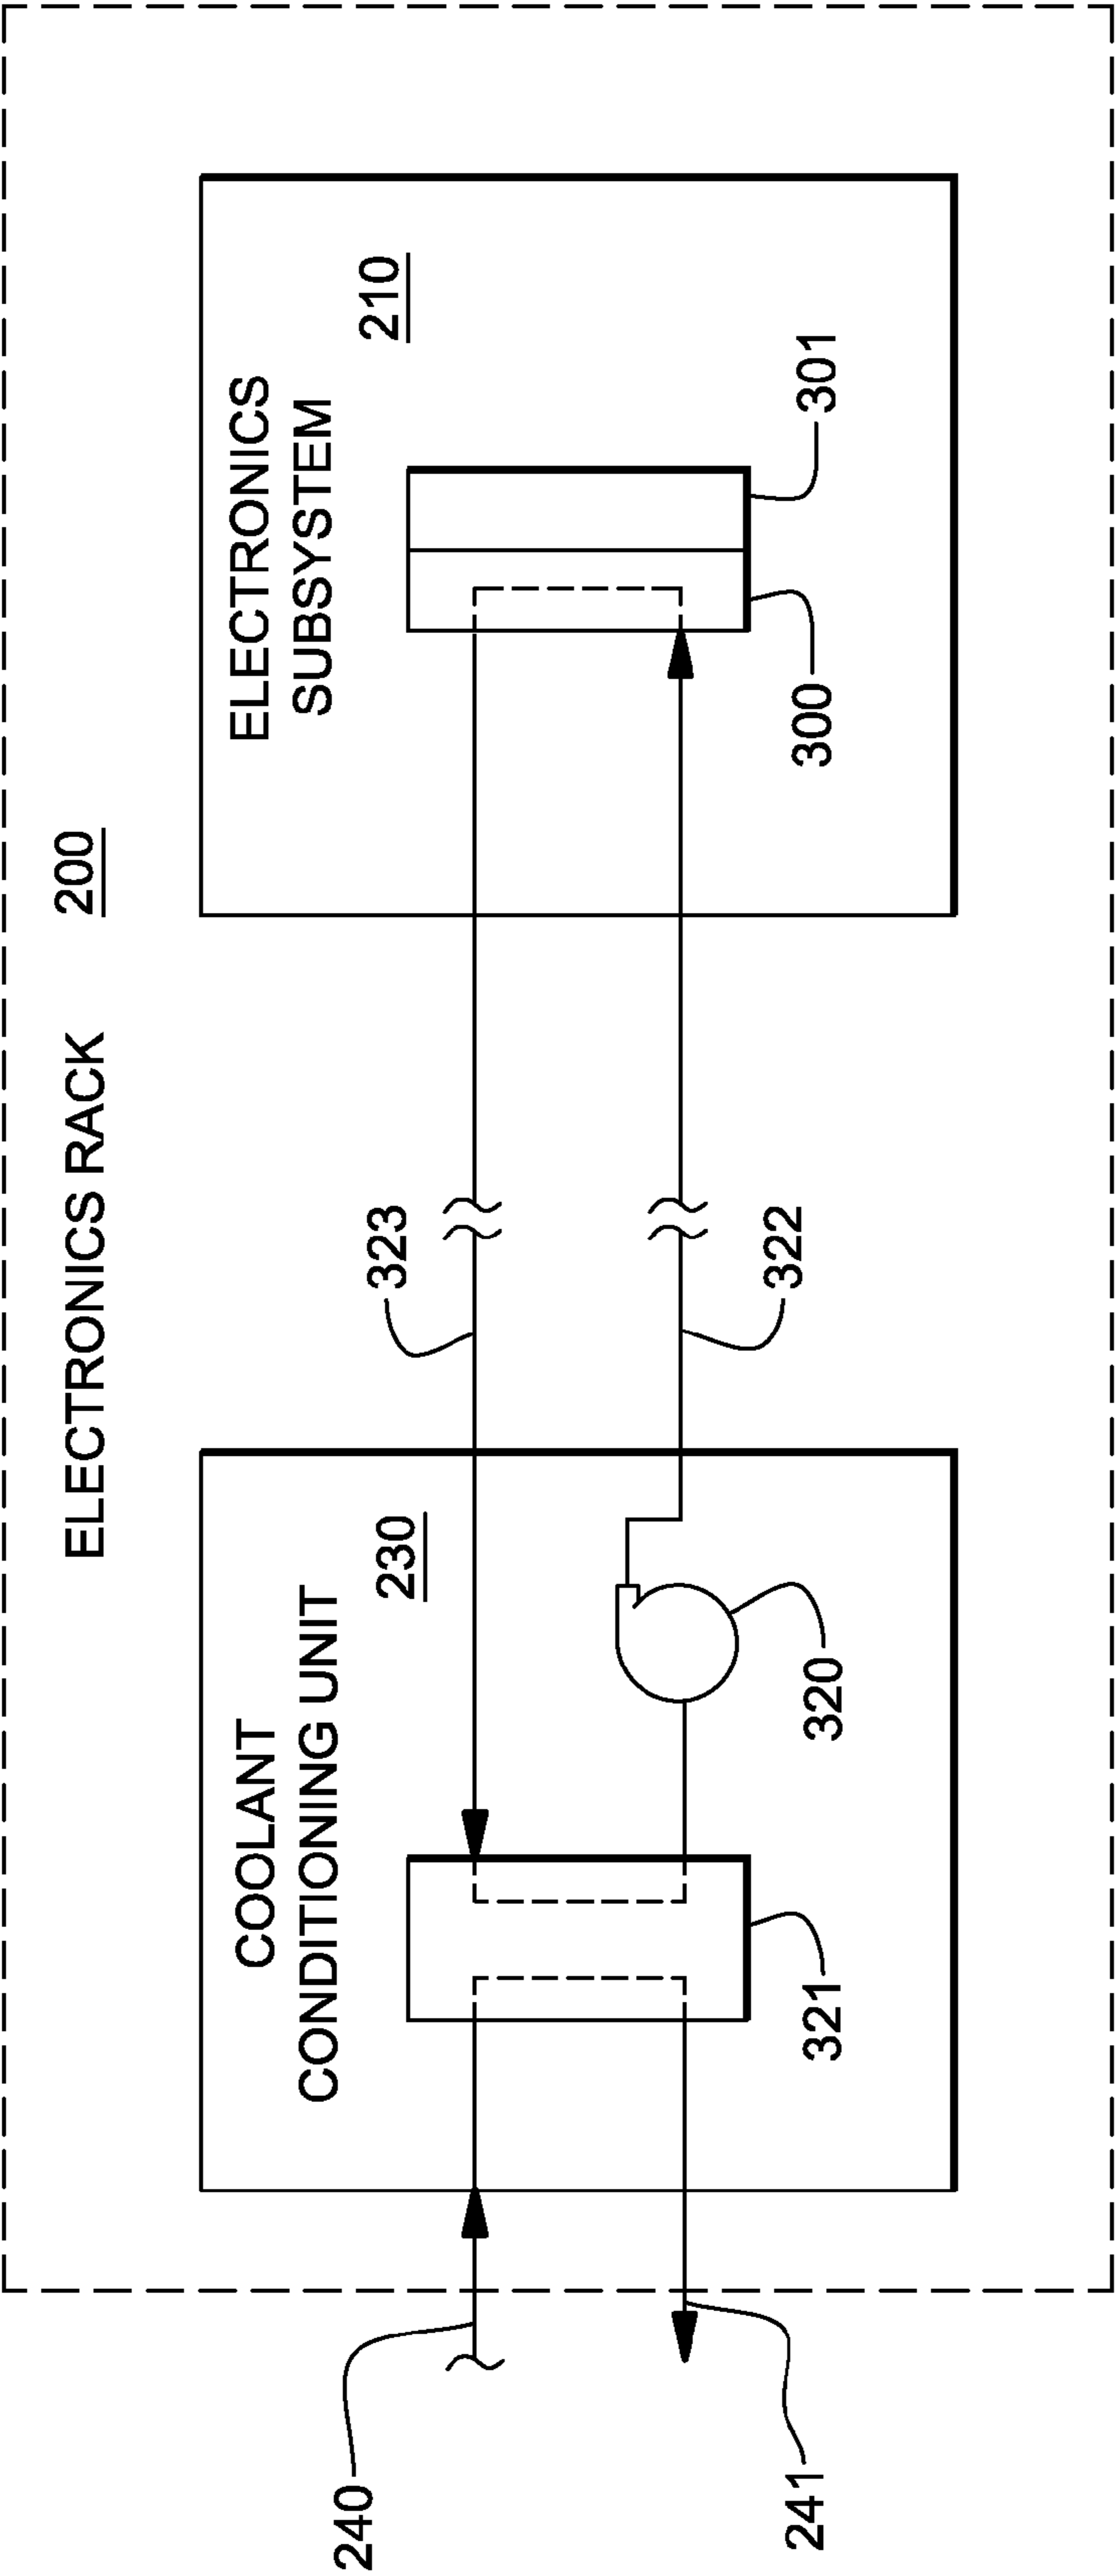 ELECTRONICS RACK 200
COOLANT
CONDITIONING UNIT
230
ELECTRONICS
SUBSYSTEM
210
323
322
240
241
321
320
300
301